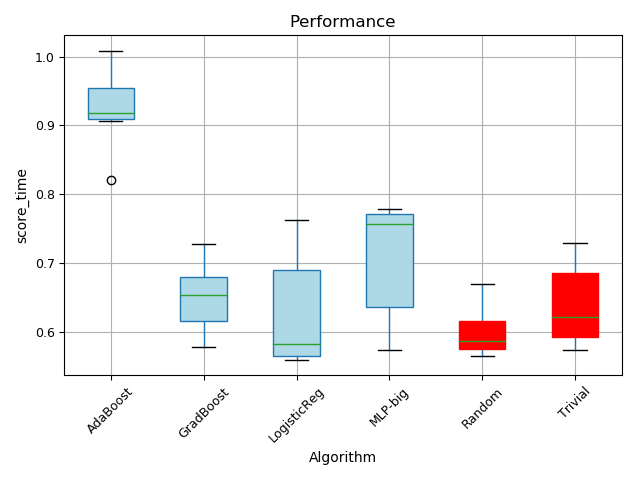 Performance
score_time
1.0
0.9
0.8
0.7
0.6
AdaBoost
GradBoost
LogisticReg
MLP-big
Random
Trivial
Algorithm